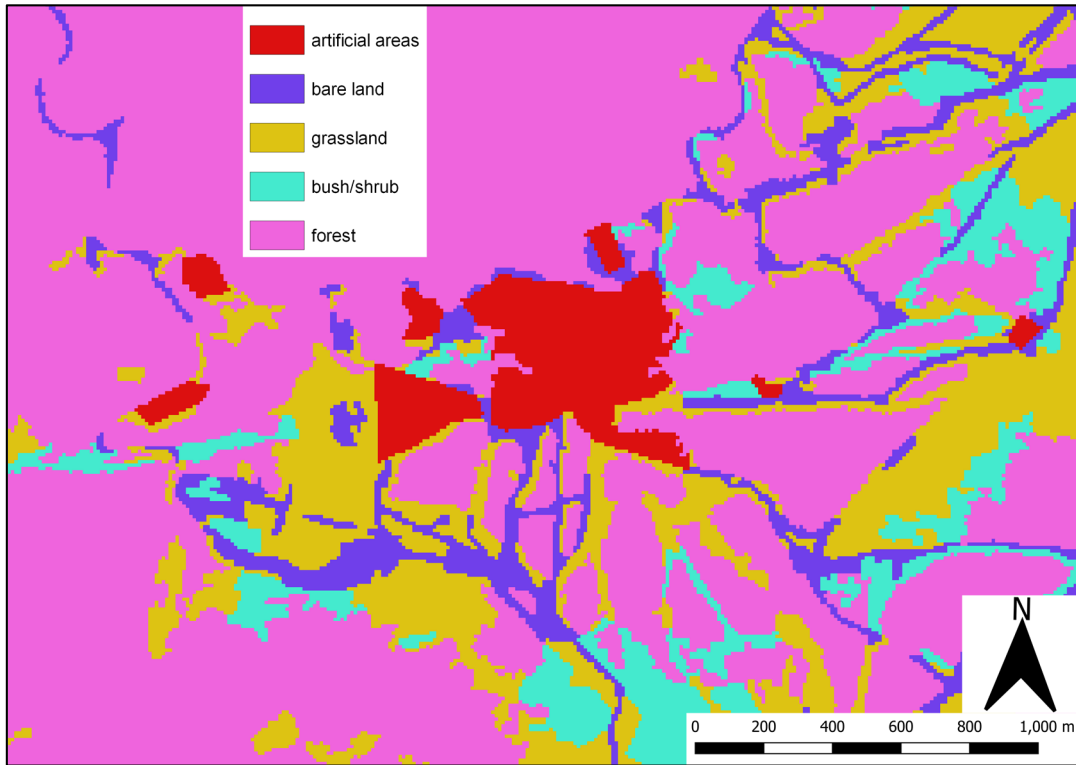 artificial areas
bare land
grassland
bush/shrub
forest
N
0 200 400 600 800 1,000 m